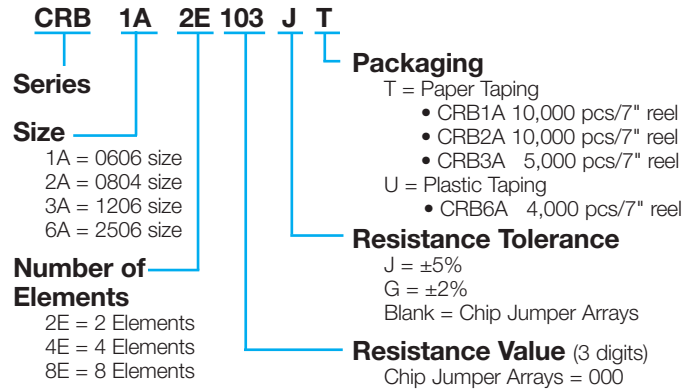 CRB 1A 2E 103 J T
Series
Size
1A = 0606 size
2A = 0804 size
3A = 1206 size
6A = 2506 size
Number of
Elements
2E = 2 Elements
4E = 4 Elements
8E = 8 Elements
Packaging
T = Paper Taping
• CRB1A 10,000 pcs/7" reel
• CRB2A 10,000 pcs/7" reel
• CRB3A 5,000 pcs/7" reel
U = Plastic Taping
• CRB6A 4,000 pcs/7" reel
Resistance Tolerance
J = ±5%
G = ±2%
Blank = Chip Jumper Arrays
Resistance Value (3 digits)
Chip Jumper Arrays = 000